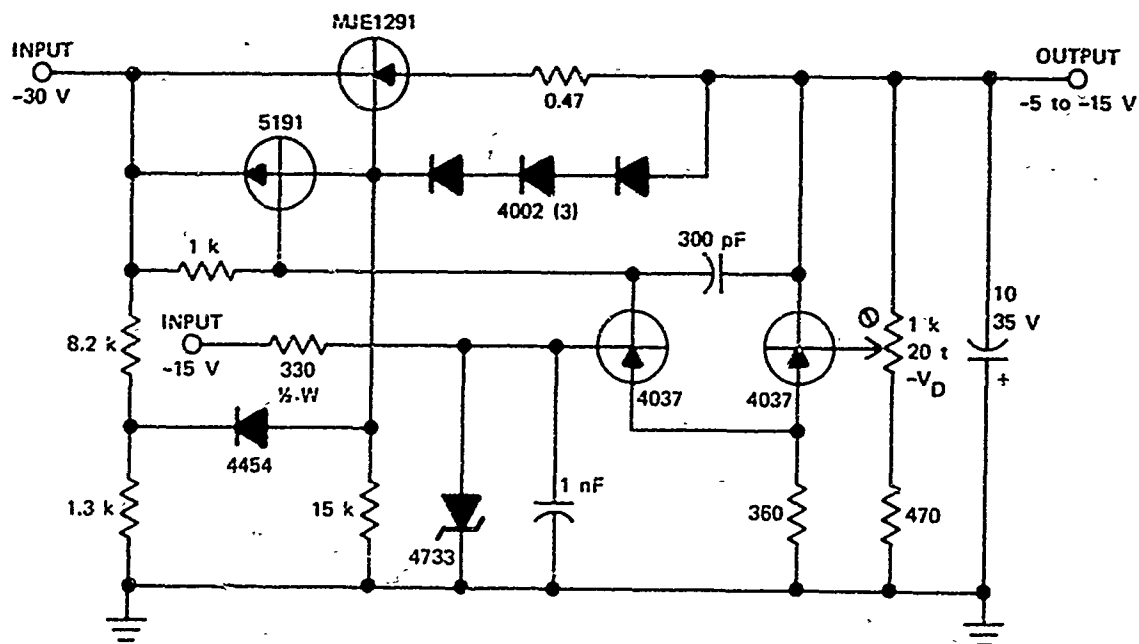 MJE1291
INPUT
-30 V
0.47
OUTPUT
-5 to -15 V
5191
4002 (3)
1 k
300 pF
INPUT
-15 V
330
½-W
8.2 k
4037
4037
1 k
20 t
-VD
10
35 V
+
4454
1.3 k
15 k
4733
1 nF
360
470